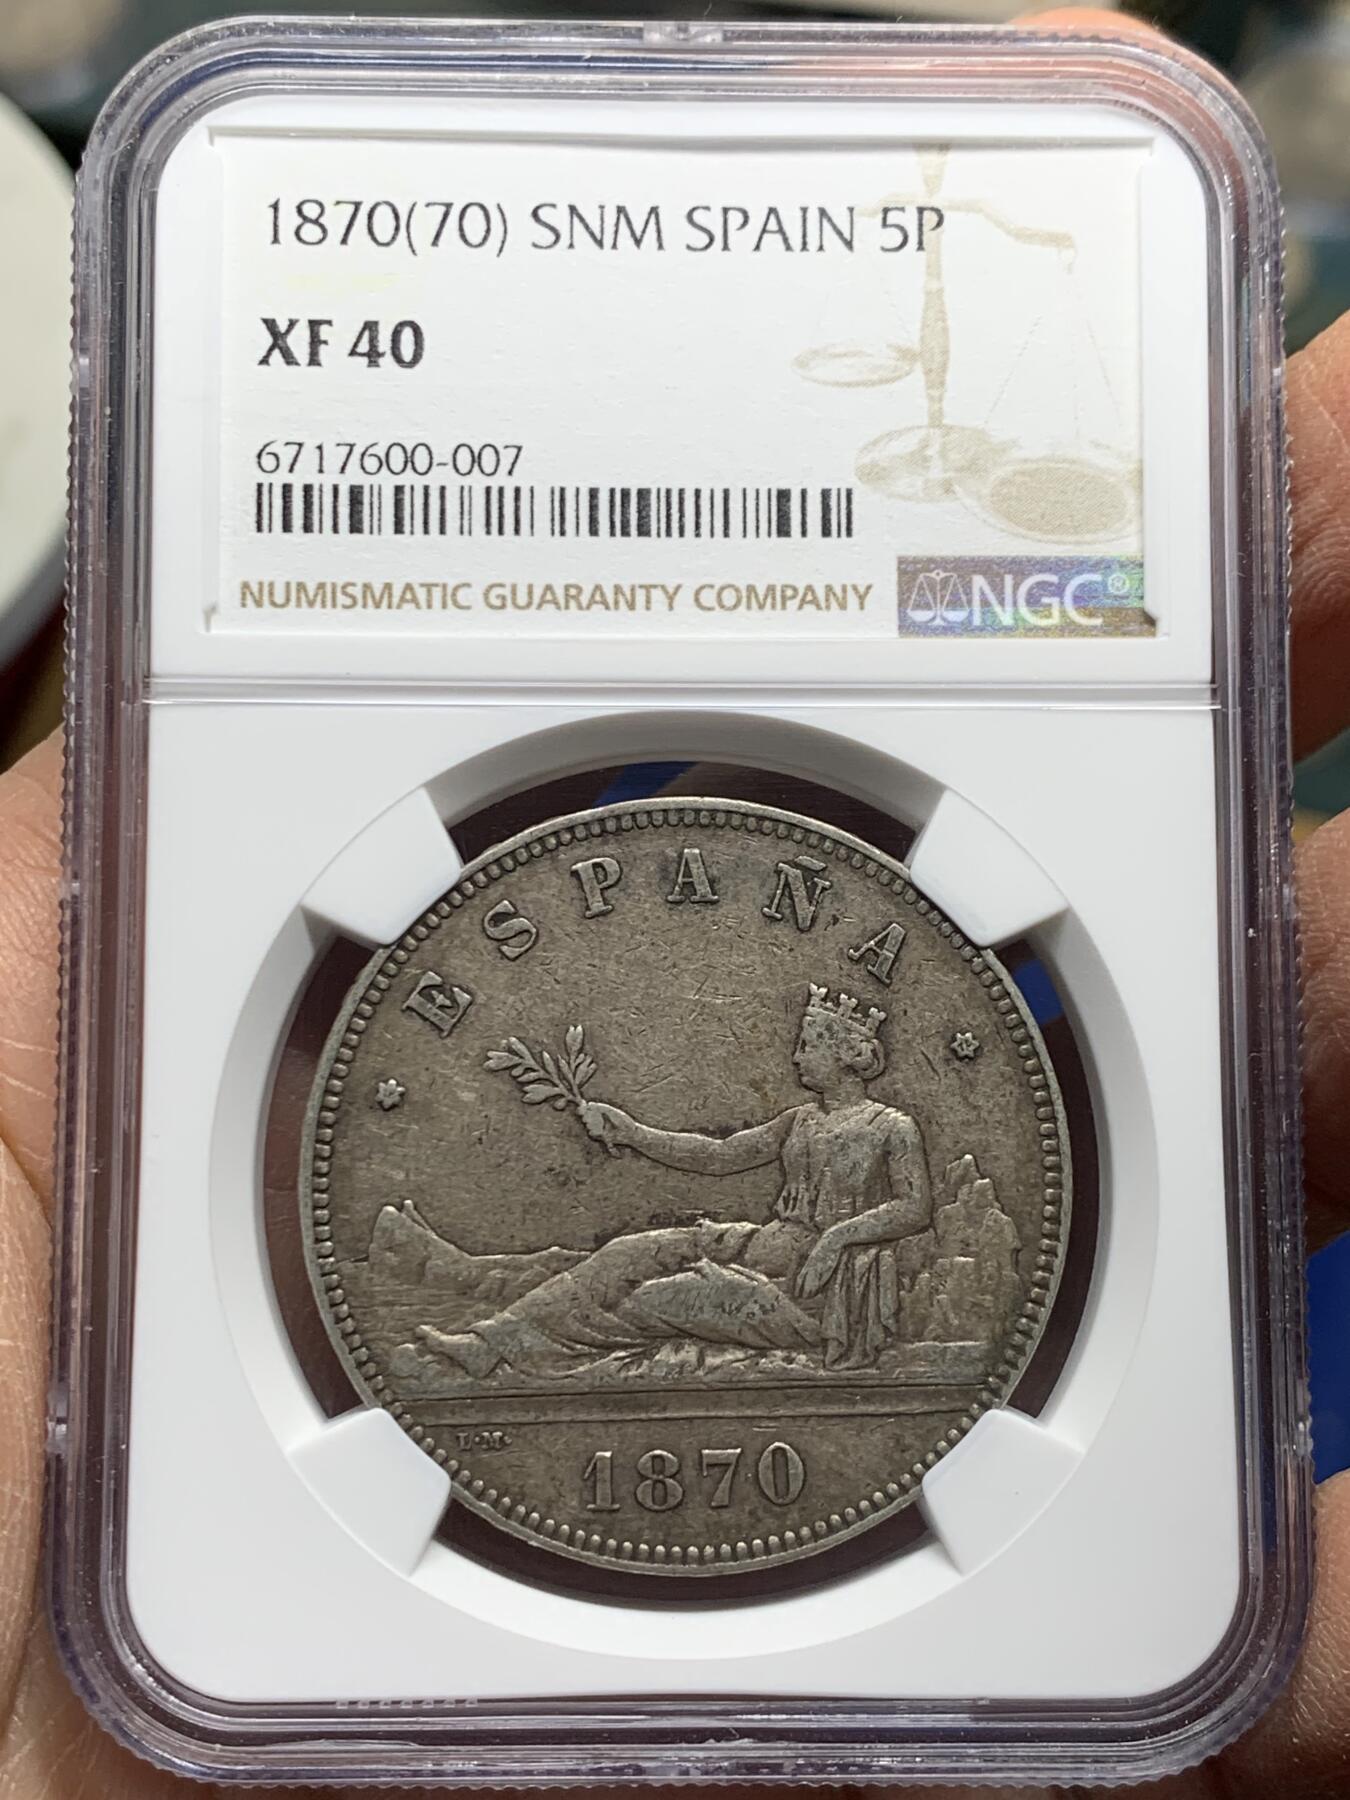 1870(70) SNM SPAIN 5P
XF 40
6717600-007
NUMISMATIC GUARANTY COMPANY
NGC®
ESPAÑA
L·M·
1870